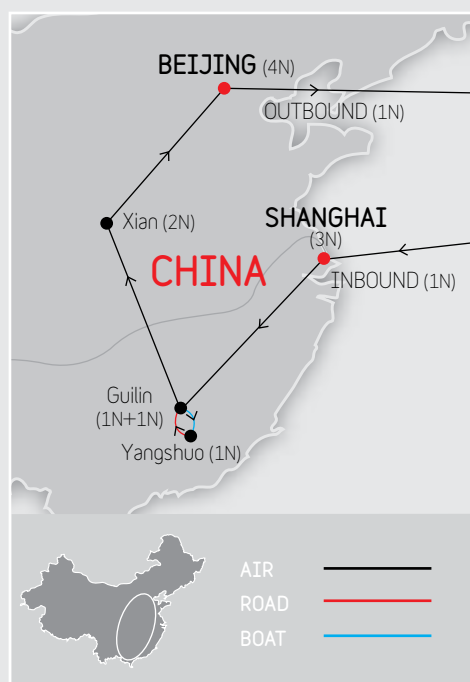 BEIJING (4N)
OUTBOUND (1N)
Xian (2N)
SHANGHAI
(3N)
CHINA
INBOUND (1N)
Guilin
(1N+1N)
Yangshuo (1N)
AIR
ROAD
BOAT